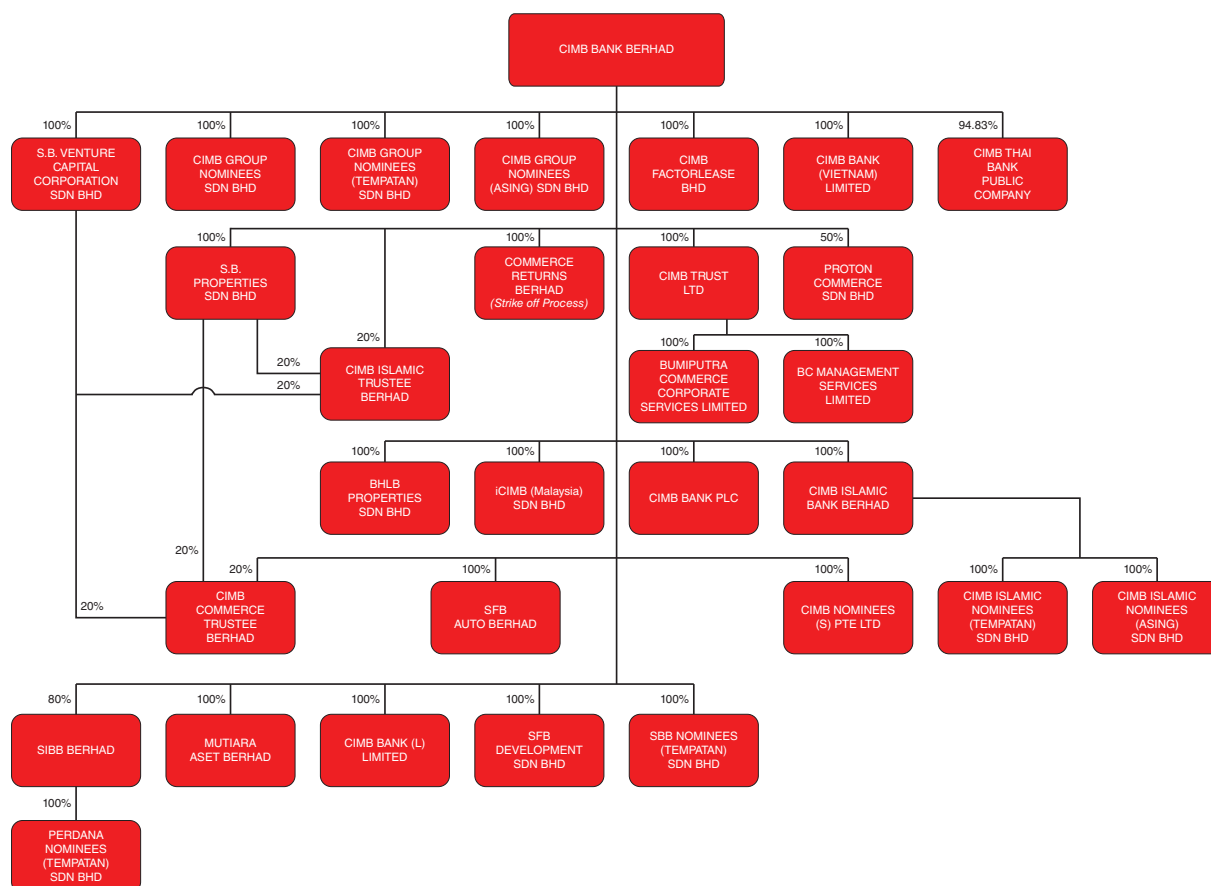 CIMB BANK BERHAD
100%
100%
100%
100%
100%
100%
94.83%
S.B. VENTURE
CAPITAL
CORPORATION
SDN BHD
CIMB GROUP
NOMINEES
SDN BHD
CIMB GROUP
NOMINEES
(TEMPATAN)
SDN BHD
CIMB GROUP
NOMINEES
(ASING) SDN BHD
CIMB
FACTORLEASE
BHD
CIMB BANK
(VIETNAM)
LIMITED
CIMB THAI
BANK
PUBLIC
COMPANY
100%
100%
100%
50%
S.B.
PROPERTIES
SDN BHD
COMMERCE
RETURNS
BERHAD
(Strike off Process)
CIMB TRUST
LTD
PROTON
COMMERCE
SDN BHD
20%
20%
20%
CIMB ISLAMIC
TRUSTEE
BERHAD
100%
100%
BUMIPUTRA
COMMERCE
CORPORATE
SERVICES LIMITED
BC MANAGEMENT
SERVICES
LIMITED
100%
100%
100%
100%
BHLB
PROPERTIES
SDN BHD
iCIMB (Malaysia)
SDN BHD
CIMB BANK PLC
CIMB ISLAMIC
BANK BERHAD
20%
20%
20%
100%
100%
100%
100%
CIMB
COMMERCE
TRUSTEE
BERHAD
SFB
AUTO BERHAD
CIMB NOMINEES
(S) PTE LTD
CIMB ISLAMIC
NOMINEES
(TEMPATAN)
SDN BHD
CIMB ISLAMIC
NOMINEES
(ASING)
SDN BHD
80%
100%
100%
100%
100%
SIBB BERHAD
MUTIARA
ASET BERHAD
CIMB BANK (L)
LIMITED
SFB
DEVELOPMENT
SDN BHD
SBB NOMINEES
(TEMPATAN)
SDN BHD
100%
PERDANA
NOMINEES
(TEMPATAN)
SDN BHD